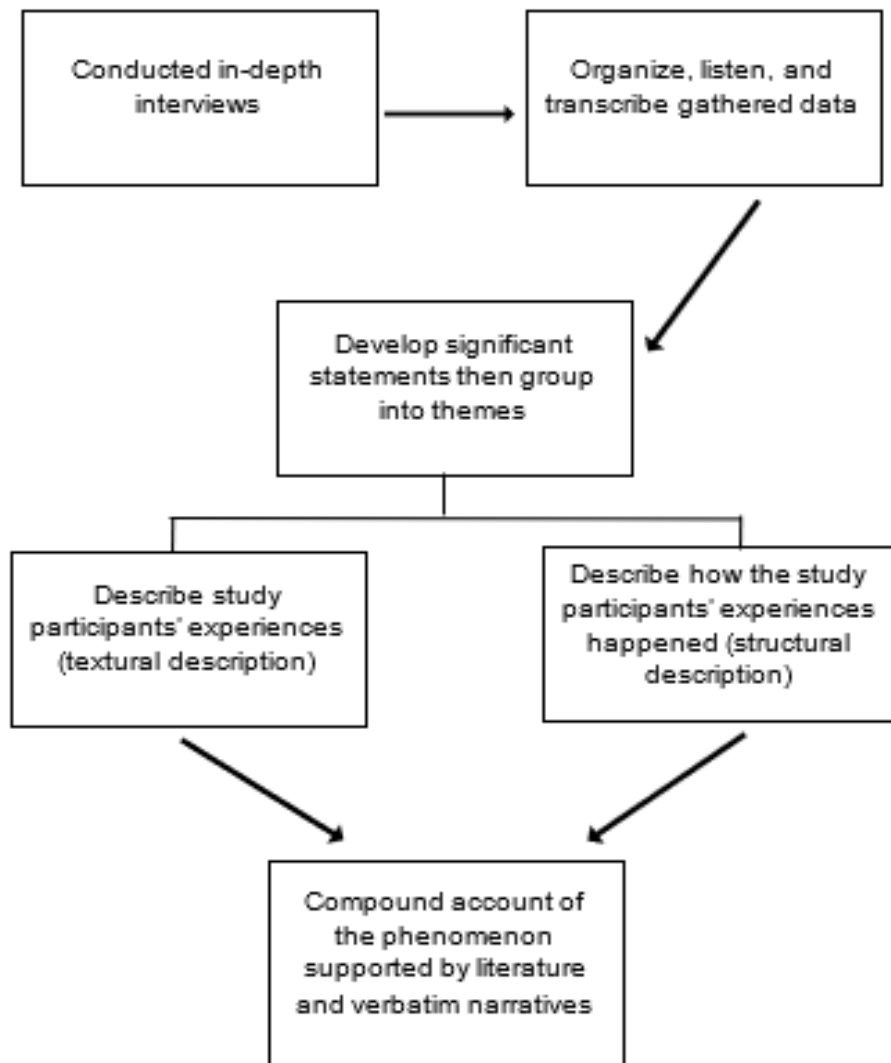 Conducted in-depth
interviews
Organize, listen, and
transcribe gathered data
Develop significant
statements then group
into themes
Describe study
participants' experiences
(textural description)
Describe how the study
participants' experiences
happened (structural
description)
Compound account of
the phenomenon
supported by literature
and verbatim narratives